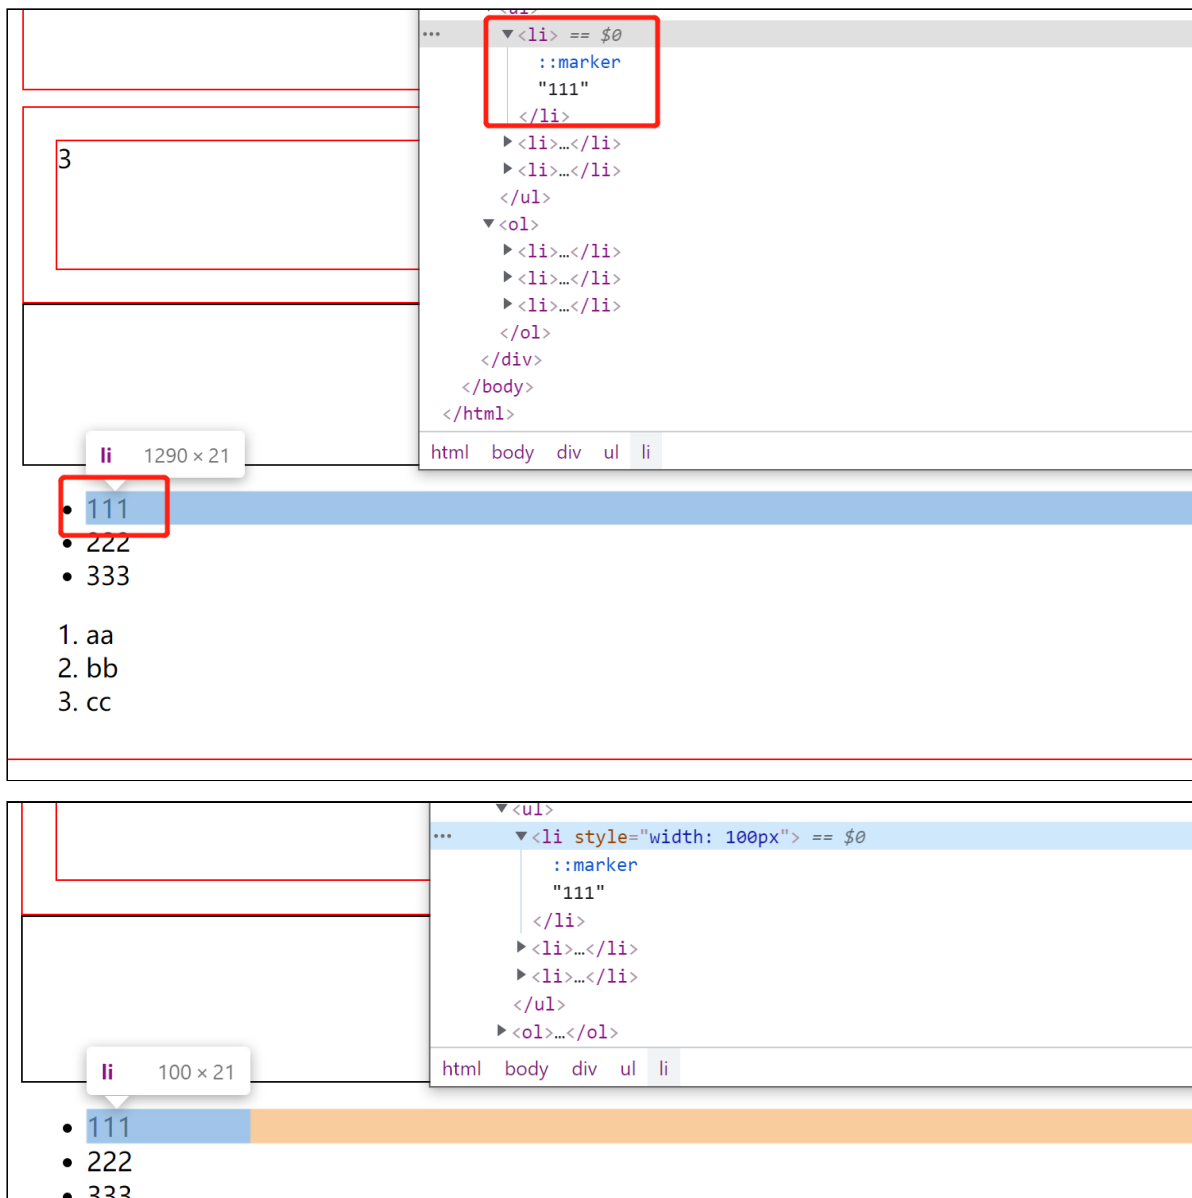 <ul>
··· ▼<li> == $0
::marker
"111"
</li>
▶<li>…</li>
▶<li>…</li>
</ul>
▼<ol>
▶<li>…</li>
▶<li>…</li>
▶<li>…</li>
</ol>
</div>
</body>
</html>
html body div ul li
3
li 1290 × 21
• 111
• 222
• 333
1. aa
2. bb
3. cc
▼<ul>
··· ▼<li style="width: 100px"> == $0
::marker
"111"
</li>
▶<li>…</li>
▶<li>…</li>
</ul>
▶<ol>…</ol>
html body div ul li
li 100 × 21
• 111
• 222
• 333